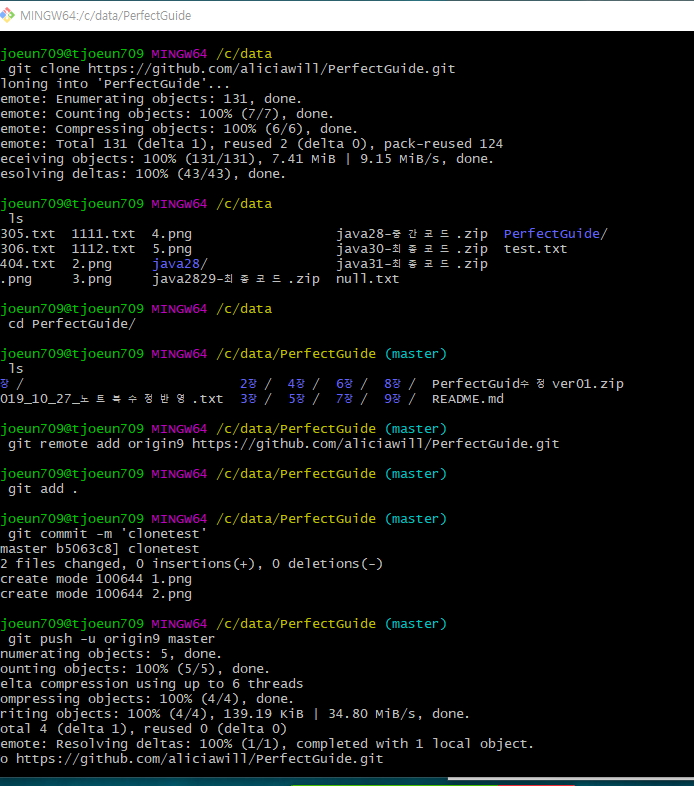 MINGW64:/c/data/PerfectGuide
joeun709@tjoeun709 MINGW64 /c/data
git clone https://github.com/aliciawill/PerfectGuide.git
loning into 'PerfectGuide'...
emote: Enumerating objects: 131, done.
emote: Counting objects: 100% (7/7), done.
emote: Compressing objects: 100% (6/6), done.
emote: Total 131 (delta 1), reused 2 (delta 0), pack-reused 124
eceiving objects: 100% (131/131), 7.41 MiB | 9.15 MiB/s, done.
esolving deltas: 100% (43/43), done.
joeun709@tjoeun709 MINGW64 /c/data
ls
305.txt 1111.txt 4.png java28-중간코드.zip PerfectGuide/
306.txt 1112.txt 5.png java30-최종코드.zip test.txt
404.txt 2.png java28/ java31-최종코드.zip
.png 3.png java2829-최종코드.zip null.txt
joeun709@tjoeun709 MINGW64 /c/data
cd PerfectGuide/
joeun709@tjoeun709 MINGW64 /c/data/PerfectGuide (master)
ls
장/ 2장/ 4장/ 6장/ 8장/ PerfectGuid수정ver01.zip
019_10_27_노트북수정반영.txt 3장/ 5장/ 7장/ 9장/ README.md
joeun709@tjoeun709 MINGW64 /c/data/PerfectGuide (master)
git remote add origin9 https://github.com/aliciawill/PerfectGuide.git
joeun709@tjoeun709 MINGW64 /c/data/PerfectGuide (master)
git add .
joeun709@tjoeun709 MINGW64 /c/data/PerfectGuide (master)
git commit -m 'clonetest'
master b5063c8] clonetest
2 files changed, 0 insertions(+), 0 deletions(-)
create mode 100644 1.png
create mode 100644 2.png
joeun709@tjoeun709 MINGW64 /c/data/PerfectGuide (master)
git push -u origin9 master
numerating objects: 5, done.
ounting objects: 100% (5/5), done.
elta compression using up to 6 threads
ompressing objects: 100% (4/4), done.
riting objects: 100% (4/4), 139.19 KiB | 34.80 MiB/s, done.
otal 4 (delta 1), reused 0 (delta 0)
emote: Resolving deltas: 100% (1/1), completed with 1 local object.
o https://github.com/aliciawill/PerfectGuide.git